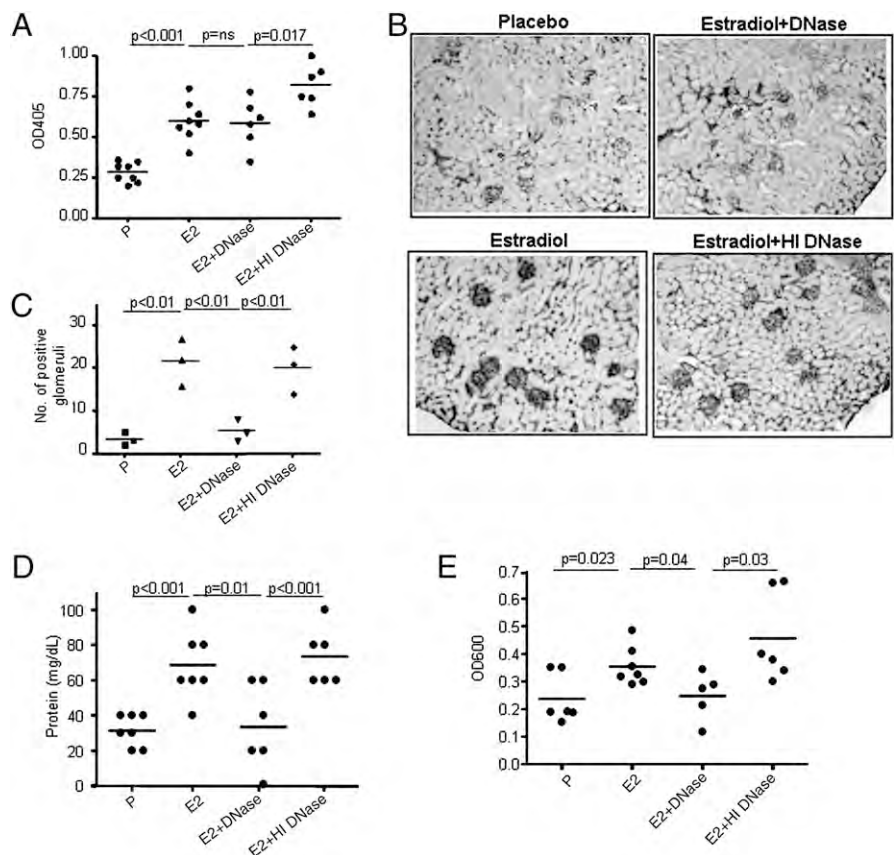 A
p<0.001 p=ns p=0.017
1.00
0.75
0.50
0.25
0.00
OD405
P E2 E2+DNase E2+HI DNase
B
Placebo Estradiol+DNase
Estradiol Estradiol+HI DNase
C
p<0.01 p<0.01 p<0.01
30
20
10
0
No. of positive
glomeruli
P E2 E2+DNase E2+HI DNase
D
p<0.001 p=0.01 p<0.001
100
80
60
40
20
0
Protein (mg/dL)
P E2 E2+DNase E2+HI DNase
E
p=0.023 p=0.04 p=0.03
0.7
0.6
0.5
0.4
0.3
0.2
0.1
0.0
OD600
P E2 E2+DNase E2+HI DNase